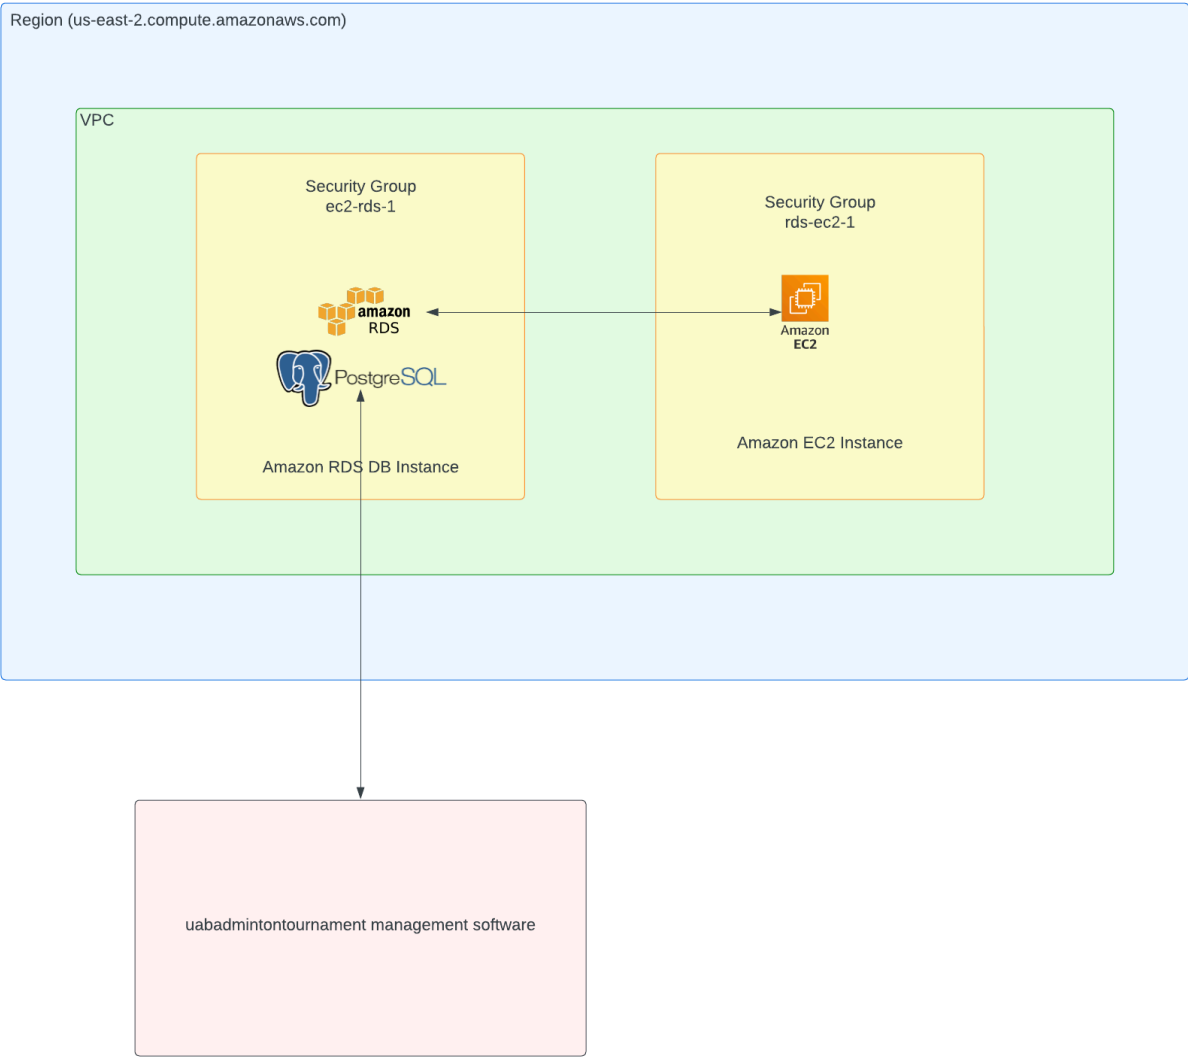 Region (us-east-2.compute.amazonaws.com)
VPC
Security Group
ec2-rds-1
Security Group
rds-ec2-1
amazon
RDS
Amazon
EC2
PostgreSQL
Amazon RDS DB Instance
Amazon EC2 Instance
uabadmintontournament management software